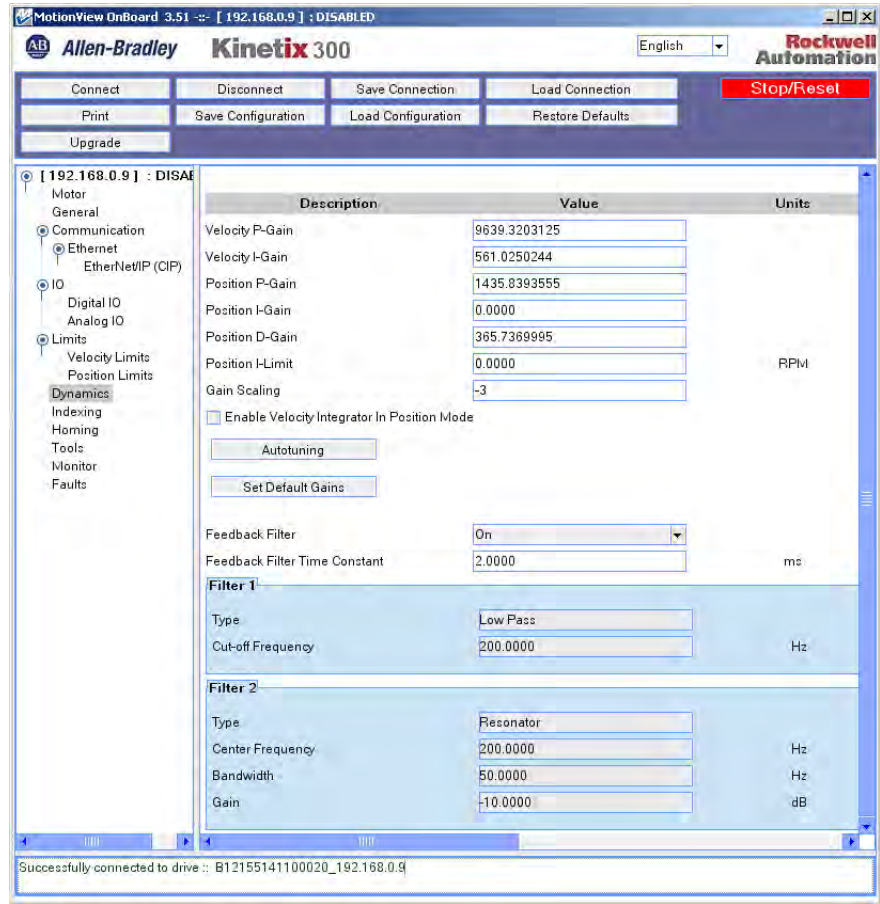 MotionView OnBoard 3.51 -::- [ 192.168.0.9 ] : DISABLED
AB Allen-Bradley Kinetix 300 English Rockwell Automation
Connect Disconnect Save Connection Load Connection Stop/Reset
Print Save Configuration Load Configuration Restore Defaults
Upgrade
[ 192.168.0.9 ] : DISAB
Motor
General
Communication
Ethernet
EtherNet/IP (CIP)
IO
Digital IO
Analog IO
Limits
Velocity Limits
Position Limits
Dynamics
Indexing
Homing
Tools
Monitor
Faults
Description Value Units
Velocity P-Gain 9639.3203125
Velocity I-Gain 561.0250244
Position P-Gain 1435.8393555
Position I-Gain 0.0000
Position D-Gain 365.7369995
Position I-Limit 0.0000 RPM
Gain Scaling -3
Enable Velocity Integrator In Position Mode
Autotuning
Set Default Gains
Feedback Filter On
Feedback Filter Time Constant 2.0000 ms
Filter 1
Type Low Pass
Cut-off Frequency 200.0000 Hz
Filter 2
Type Resonator
Center Frequency 200.0000 Hz
Bandwidth 50.0000 Hz
Gain -10.0000 dB
Successfully connected to drive :: B12155141100020_192.168.0.9